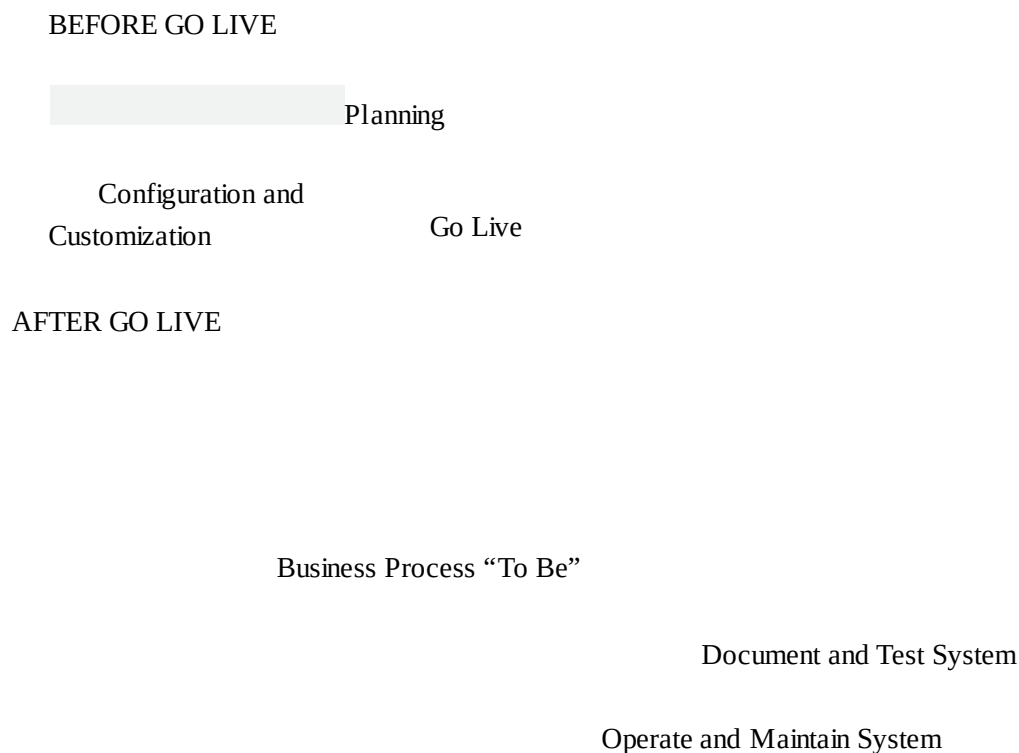 BEFORE GO LIVE
Planning
Configuration and
Customization
Go Live
AFTER GO LIVE
Business Process “To Be”
Document and Test System
Operate and Maintain System